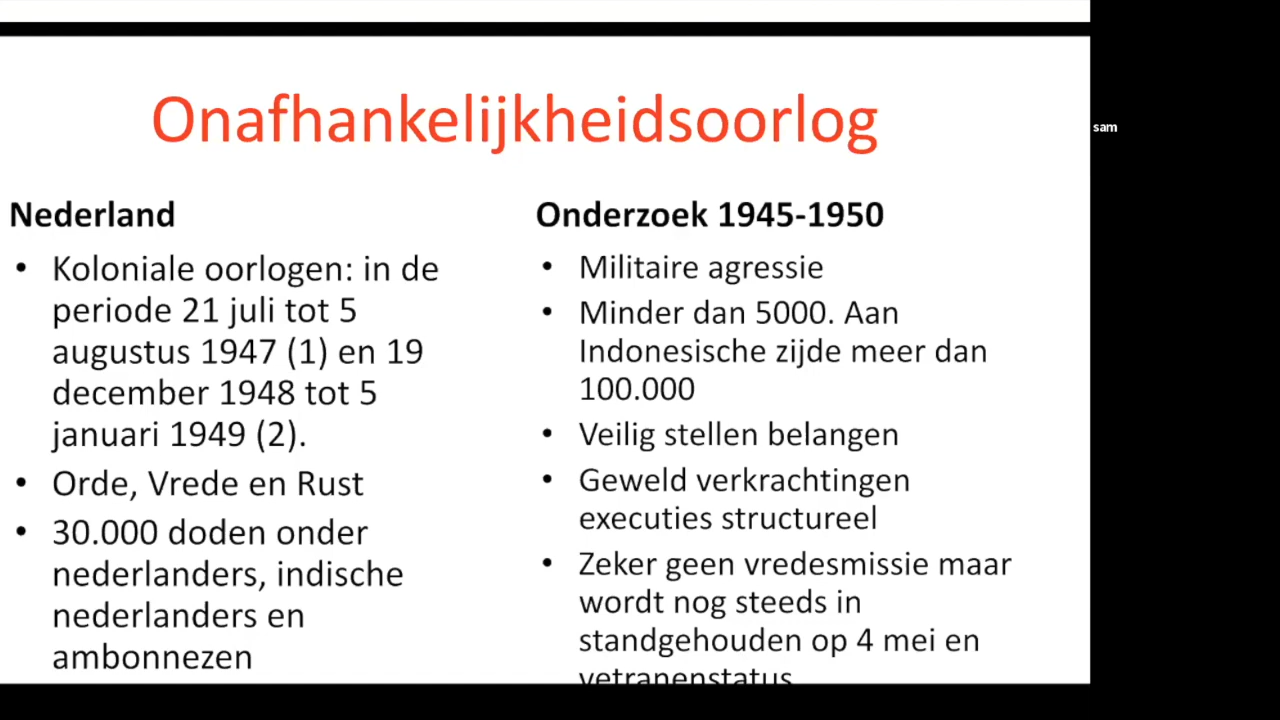 Onafhankelijkheidsoorlog
sam
Nederland
• Koloniale oorlogen: in de
periode 21 juli tot 5
augustus 1947 (1) en 19
december 1948 tot 5
januari 1949 (2).
• Orde, Vrede en Rust
• 30.000 doden onder
nederlanders, indische
nederlanders en
ambonnezen
Onderzoek 1945-1950
• Militaire agressie
• Minder dan 5000. Aan
Indonesische zijde meer dan
100.000
• Veilig stellen belangen
• Geweld verkrachtingen
executies structureel
• Zeker geen vredesmissie maar
wordt nog steeds in
standgehouden op 4 mei en
vetranenstatus